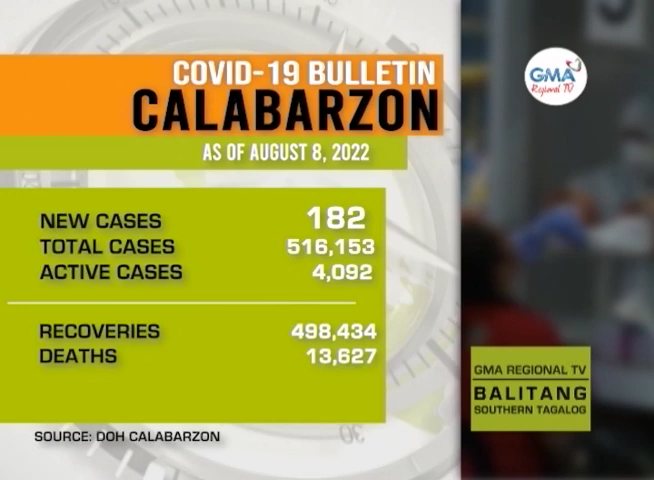 COVID-19 BULLETIN
CALABARZON
AS OF AUGUST 8, 2022
GMA
Regional TV
NEW CASES 182
TOTAL CASES 516,153
ACTIVE CASES 4,092
RECOVERIES 498,434
DEATHS 13,627
SOURCE: DOH CALABARZON
GMA REGIONAL TV
BALITANG
SOUTHERN TAGALOG